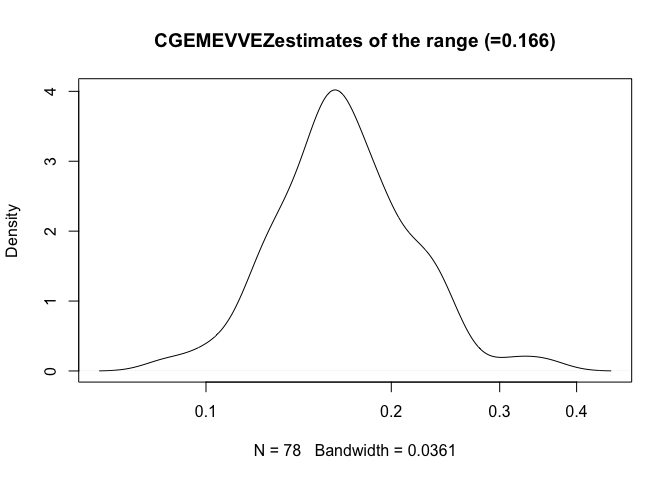 CGEMEVVEZestimates of the range (=0.166)
Density
4
3
2
1
0
0.1 0.2 0.3 0.4
N = 78 Bandwidth = 0.0361